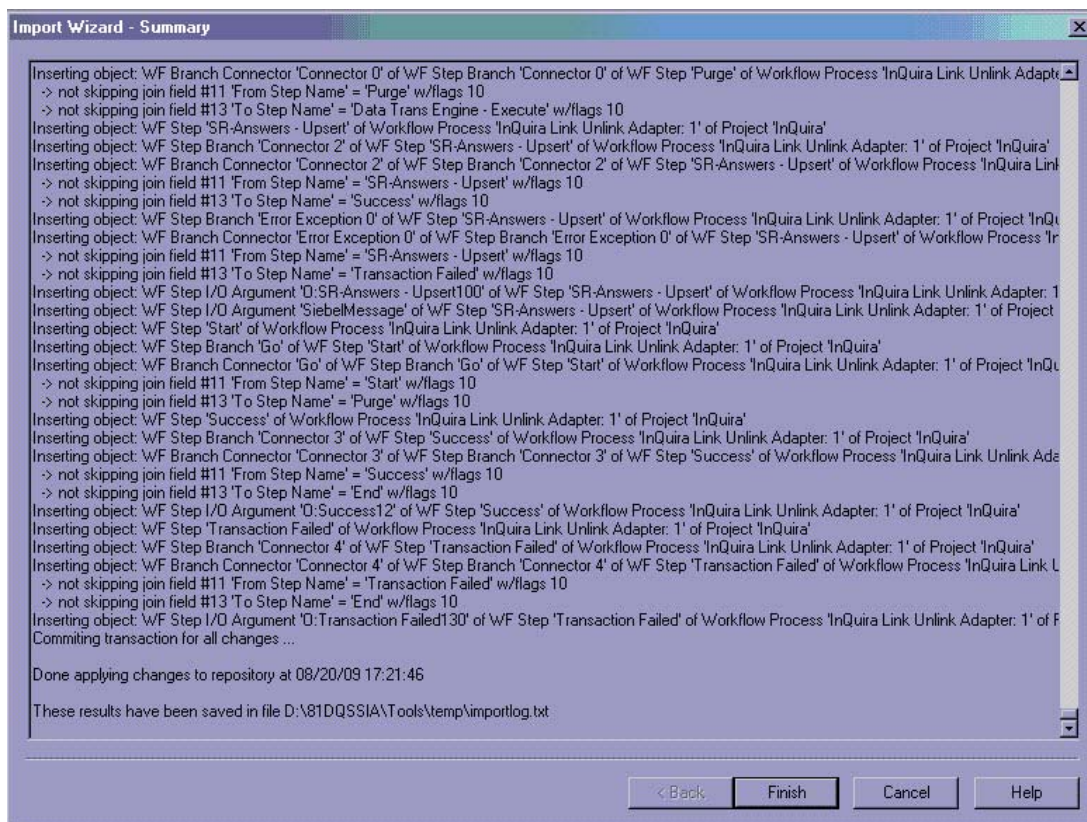 Import Wizard - Summary
Inserting object: WF Branch Connector 'Connector 0' of WF Step Branch 'Connector 0' of WF Step 'Purge' of Workflow Process 'InQuira Link Unlink Adapte
-> not skipping join field #11 'From Step Name' = 'Purge' w/flags 10
-> not skipping join field #13 'To Step Name' = 'Data Trans Engine - Execute' w/flags 10
Inserting object: WF Step 'SR-Answers - Upsert' of Workflow Process 'InQuira Link Unlink Adapter: 1' of Project 'InQuira'
Inserting object: WF Step Branch 'Connector 2' of WF Step 'SR-Answers - Upsert' of Workflow Process 'InQuira Link Unlink Adapter: 1' of Project 'InQuira'
Inserting object: WF Branch Connector 'Connector 2' of WF Step Branch 'Connector 2' of WF Step 'SR-Answers - Upsert' of Workflow Process 'InQuira Link
-> not skipping join field #11 'From Step Name' = 'SR-Answers - Upsert' w/flags 10
-> not skipping join field #13 'To Step Name' = 'Success' w/flags 10
Inserting object: WF Step Branch 'Error Exception 0' of WF Step 'SR-Answers - Upsert' of Workflow Process 'InQuira Link Unlink Adapter: 1' of Project 'InQu
Inserting object: WF Branch Connector 'Error Exception 0' of WF Step Branch 'Error Exception 0' of WF Step 'SR-Answers - Upsert' of Workflow Process 'In
-> not skipping join field #11 'From Step Name' = 'SR-Answers - Upsert' w/flags 10
-> not skipping join field #13 'To Step Name' = 'Transaction Failed' w/flags 10
Inserting object: WF Step I/O Argument 'O:SR-Answers - Upsert100' of WF Step 'SR-Answers - Upsert' of Workflow Process 'InQuira Link Unlink Adapter: 1
Inserting object: WF Step I/O Argument 'SiebelMessage' of WF Step 'SR-Answers - Upsert' of Workflow Process 'InQuira Link Unlink Adapter: 1' of Project
Inserting object: WF Step 'Start' of Workflow Process 'InQuira Link Unlink Adapter: 1' of Project 'InQuira'
Inserting object: WF Step Branch 'Go' of WF Step 'Start' of Workflow Process 'InQuira Link Unlink Adapter: 1' of Project 'InQuira'
Inserting object: WF Branch Connector 'Go' of WF Step Branch 'Go' of WF Step 'Start' of Workflow Process 'InQuira Link Unlink Adapter: 1' of Project 'InQu
-> not skipping join field #11 'From Step Name' = 'Start' w/flags 10
-> not skipping join field #13 'To Step Name' = 'Purge' w/flags 10
Inserting object: WF Step 'Success' of Workflow Process 'InQuira Link Unlink Adapter: 1' of Project 'InQuira'
Inserting object: WF Step Branch 'Connector 3' of WF Step 'Success' of Workflow Process 'InQuira Link Unlink Adapter: 1' of Project 'InQuira'
Inserting object: WF Branch Connector 'Connector 3' of WF Step Branch 'Connector 3' of WF Step 'Success' of Workflow Process 'InQuira Link Unlink Ada
-> not skipping join field #11 'From Step Name' = 'Success' w/flags 10
-> not skipping join field #13 'To Step Name' = 'End' w/flags 10
Inserting object: WF Step I/O Argument 'O:Success12' of WF Step 'Success' of Workflow Process 'InQuira Link Unlink Adapter: 1' of Project 'InQuira'
Inserting object: WF Step 'Transaction Failed' of Workflow Process 'InQuira Link Unlink Adapter: 1' of Project 'InQuira'
Inserting object: WF Step Branch 'Connector 4' of WF Step 'Transaction Failed' of Workflow Process 'InQuira Link Unlink Adapter: 1' of Project 'InQuira'
Inserting object: WF Branch Connector 'Connector 4' of WF Step Branch 'Connector 4' of WF Step 'Transaction Failed' of Workflow Process 'InQuira Link U
-> not skipping join field #11 'From Step Name' = 'Transaction Failed' w/flags 10
-> not skipping join field #13 'To Step Name' = 'End' w/flags 10
Inserting object: WF Step I/O Argument 'O:Transaction Failed130' of WF Step 'Transaction Failed' of Workflow Process 'InQuira Link Unlink Adapter: 1' of P
Commiting transaction for all changes ...
Done applying changes to repository at 08/20/09 17:21:46
These results have been saved in file D:\81DQSSIA\Tools\temp\importlog.txt
< Back
Finish
Cancel
Help